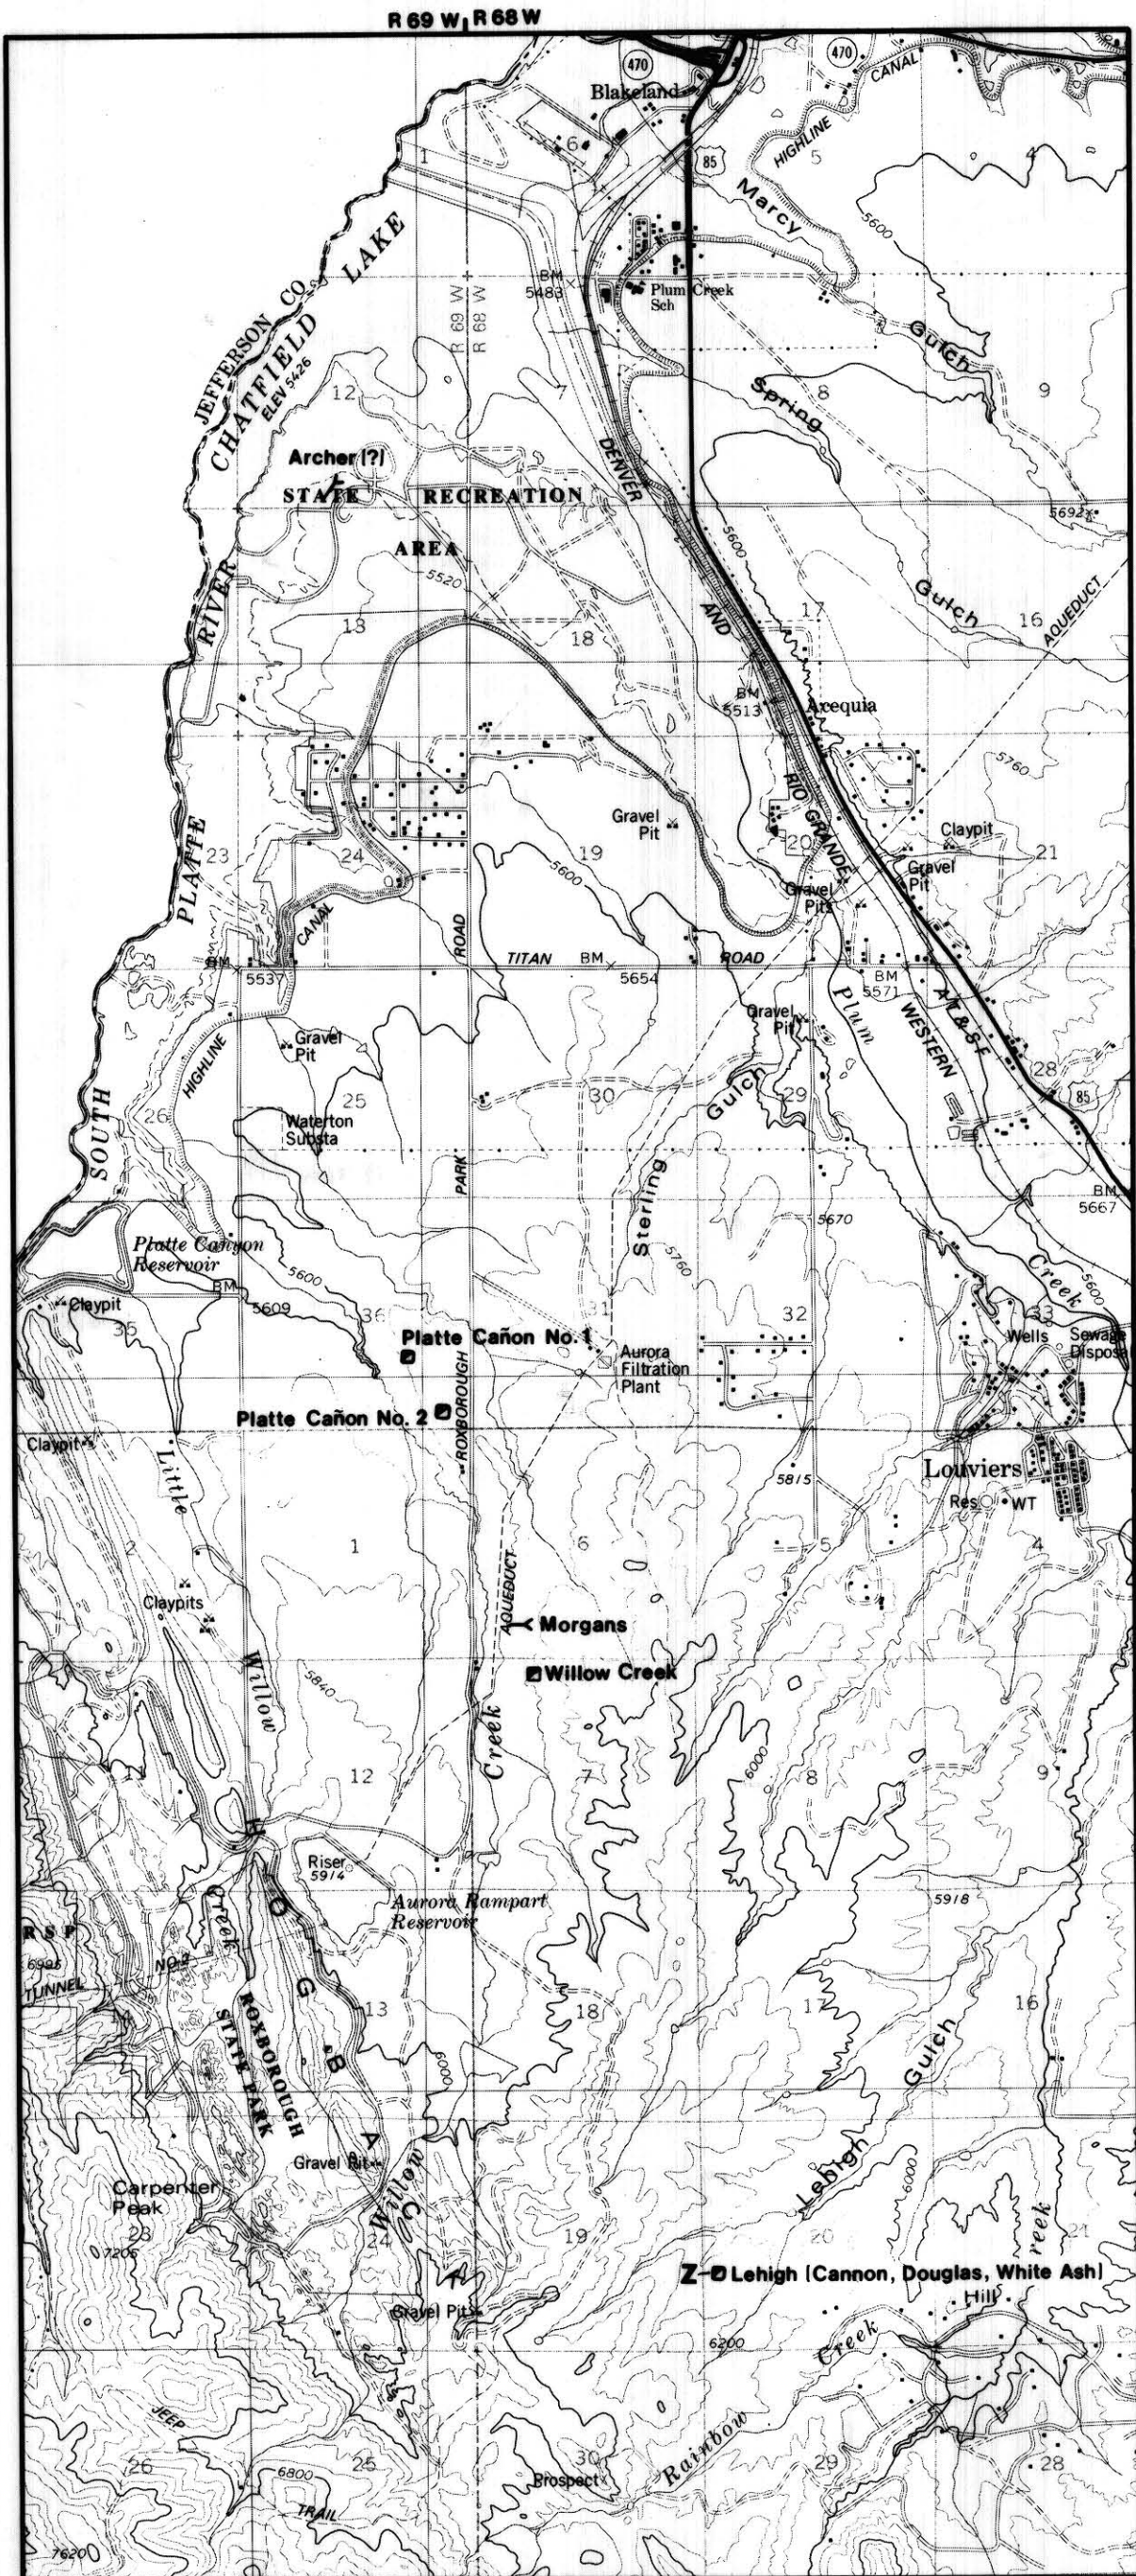 R 69 W R 68 W
470
470
Blakeland
CANAL
HIGHLINE
6
5
4
1
85
Marcy
5600
LAKE
JEFFERSON CO
CHATFIELD
ELEV 5426
BM
5483
R 69 W
R 68 W
Plum Creek
Sch
Gulch
12
7
Spring
8
9
DENVER
Archer (?)
STATE RECREATION
AREA
5692
5600
5520
RIVER
13
18
AND
17
Gulch
16
AQUEDUCT
BM
5513
Acequia
5760
RIO GRANDE
Gravel
Pit
Claypit
PLATTE
23
24
19
5600
20
21
Gravel
Pit
Gravel
Pits
CANAL
ROAD
BM
5537
TITAN
BM
5654
ROAD
BM
5571
Plum
A T & S F
WESTERN
HIGHLINE
Gravel
Pit
Gravel
Pit
28
85
26
25
30
Gulch
29
SOUTH
Waterton
Substa
PARK
Sterling
BM
5667
5670
5760
Platte Canyon
Reservoir
5600
Creek
5600
BM
5609
Claypit
35
36
31
32
33
Wells
Sewage
Disposal
Platte Cañon No. 1
Aurora
Filtration
Plant
ROXBOROUGH
Platte Cañon No. 2
Claypit
Little
5815
Louviers
Res
WT
2
1
6
5
4
AQUEDUCT
Claypits
Morgans
Willow
Willow Creek
5840
Creek
6000
12
7
8
9
Riser
5914
Aurora Rampart
Reservoir
5918
Creek
HOGBAC
R S P
6995
TUNNEL
NO 2
14
13
18
17
16
ROXBOROUGH
STATE PARK
6000
Gulch
Gravel Pit
Willow
Lehigh
6000
Carpenter
Peak
23
7205
24
19
20
21
reek
Z Lehigh (Cannon, Douglas, White Ash)
Hill
Gravel Pits
6200
Creek
JEEP
Rainbow
26
25
30
29
28
6800
Prospect
TRAIL
7620